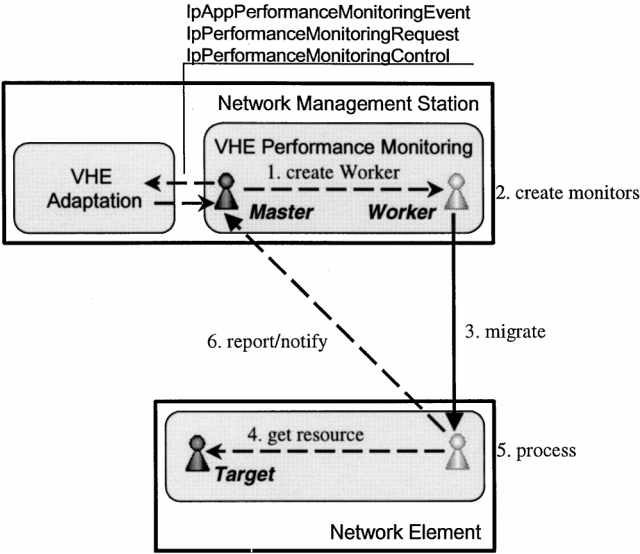 IpAppPerformanceMonitoringEvent
IpPerformanceMonitoringRequest
IpPerformanceMonitoringControl
Network Management Station
VHE Performance Monitoring
VHE
Adaptation
1. create Worker
Master
Worker
2. create monitors
3. migrate
6. report/notify
4. get resource
5. process
Target
Network Element